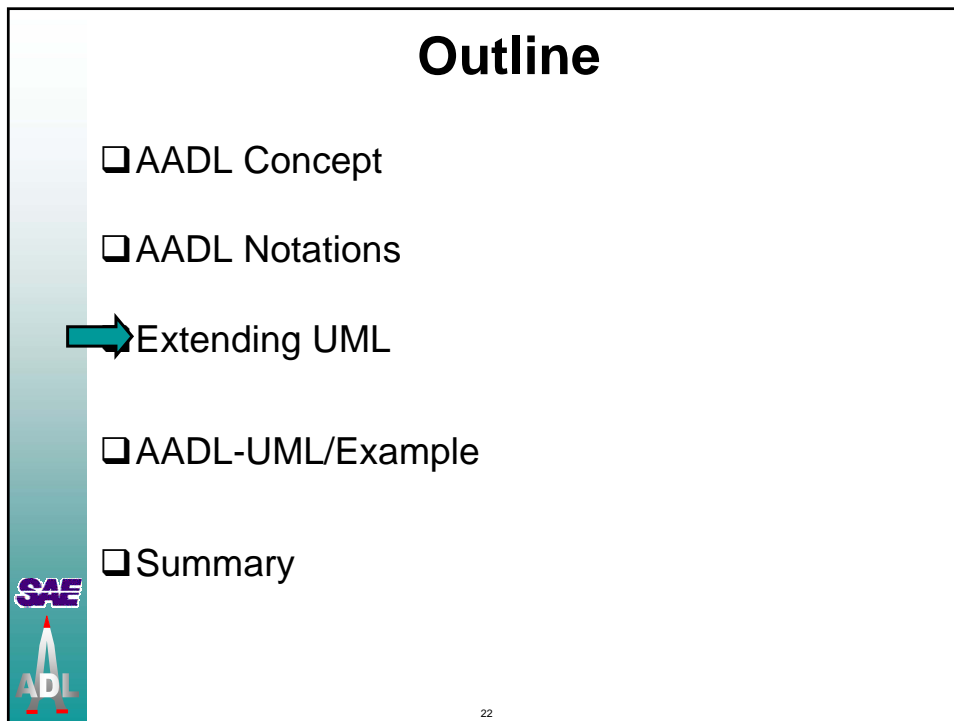 Outline
❑AADL Concept
❑AADL Notations
❑Extending UML
❑AADL-UML/Example
❑Summary
SAE
ADL
22